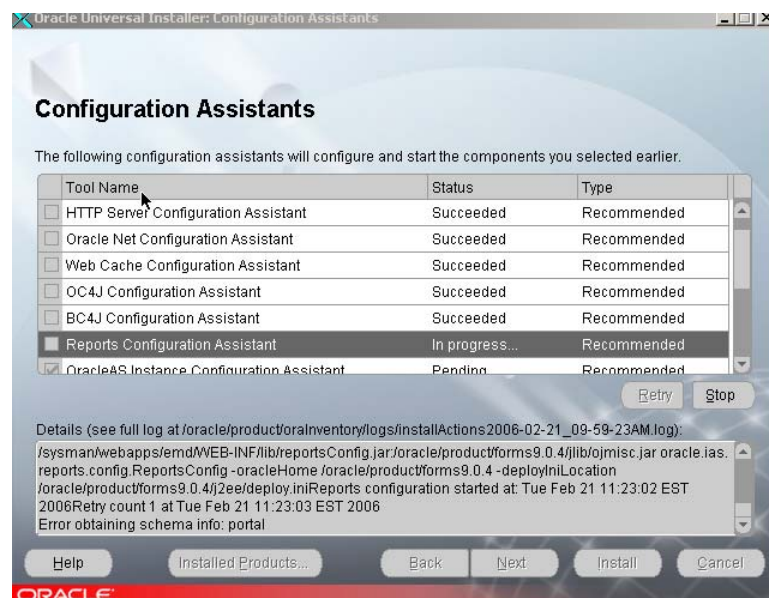 Oracle Universal Installer: Configuration Assistants
Configuration Assistants
The following configuration assistants will configure and start the components you selected earlier.
Tool Name Status Type
HTTP Server Configuration Assistant Succeeded Recommended
Oracle Net Configuration Assistant Succeeded Recommended
Web Cache Configuration Assistant Succeeded Recommended
OC4J Configuration Assistant Succeeded Recommended
BC4J Configuration Assistant Succeeded Recommended
Reports Configuration Assistant In progress... Recommended
OracleAS Instance Configuration Assistant Pending Recommended
Retry Stop
Details (see full log at /oracle/product/oraInventory/logs/installActions2006-02-21_09-59-23AM.log):
/sysman/webapps/emd/WEB-INF/lib/reportsConfig.jar:/oracle/product/forms9.0.4/jlib/ojmisc.jar oracle.ias.
reports.config.ReportsConfig -oracleHome /oracle/product/forms9.0.4 -deployIniLocation
/oracle/product/forms9.0.4/j2ee/deploy.iniReports configuration started at: Tue Feb 21 11:23:02 EST
2006Retry count 1 at Tue Feb 21 11:23:03 EST 2006
Error obtaining schema info: portal
Help Installed Products... Back Next Install Cancel
ORACLE